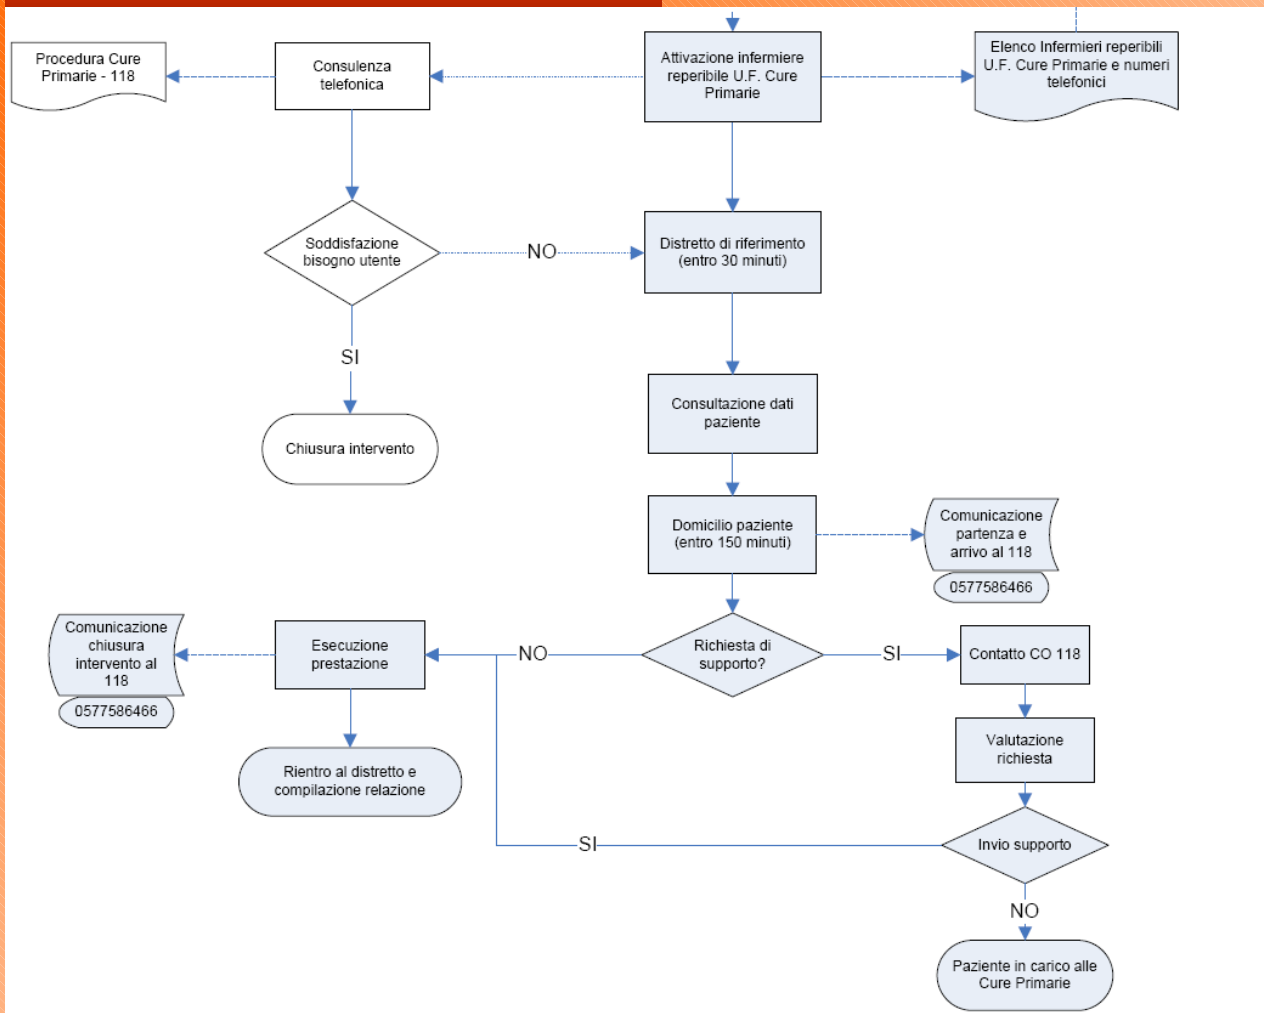 Procedura Cure
Primarie - 118
Consulenza
telefonica
Attivazione infermiere
reperibile U.F. Cure
Primarie
Elenco Infermieri reperibili
U.F. Cure Primarie e numeri
telefonici
Soddisfazione
bisogno utente
NO
Distretto di riferimento
(entro 30 minuti)
SI
Chiusura intervento
Consultazione dati
paziente
Domicilio paziente
(entro 150 minuti)
Comunicazione
partenza e
arrivo al 118
0577586466
Comunicazione
chiusura
intervento al
118
0577586466
Esecuzione
prestazione
NO
Richiesta di
supporto?
SI
Contatto CO 118
Valutazione
richiesta
Rientro al distretto e
compilazione relazione
SI
Invio supporto
NO
Paziente in carico alle
Cure Primarie